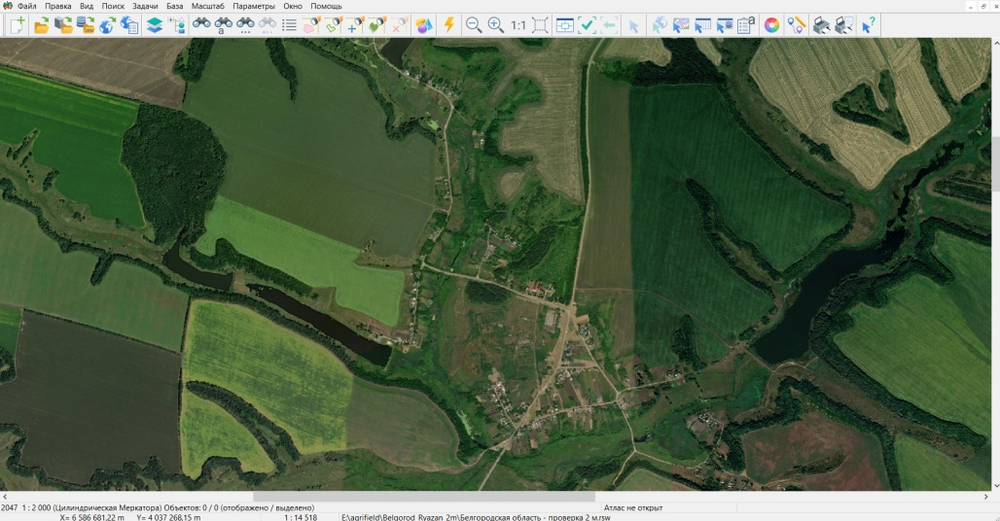 Файл Правка Вид Поиск Задачи База Масштаб Параметры Окно Помощь
a 1:1 a ?
2047 1 : 2 000 (Цилиндрическая Меркатора) Объектов: 0 / 0 (отображено / выделено) Атлас не открыт
X= 6 586 681,22 m Y= 4 037 268,15 m 1 : 14 518 E:\agrifield\Belgorod_Ryazan_2m\Белгородская область - проверка 2 м.rsw